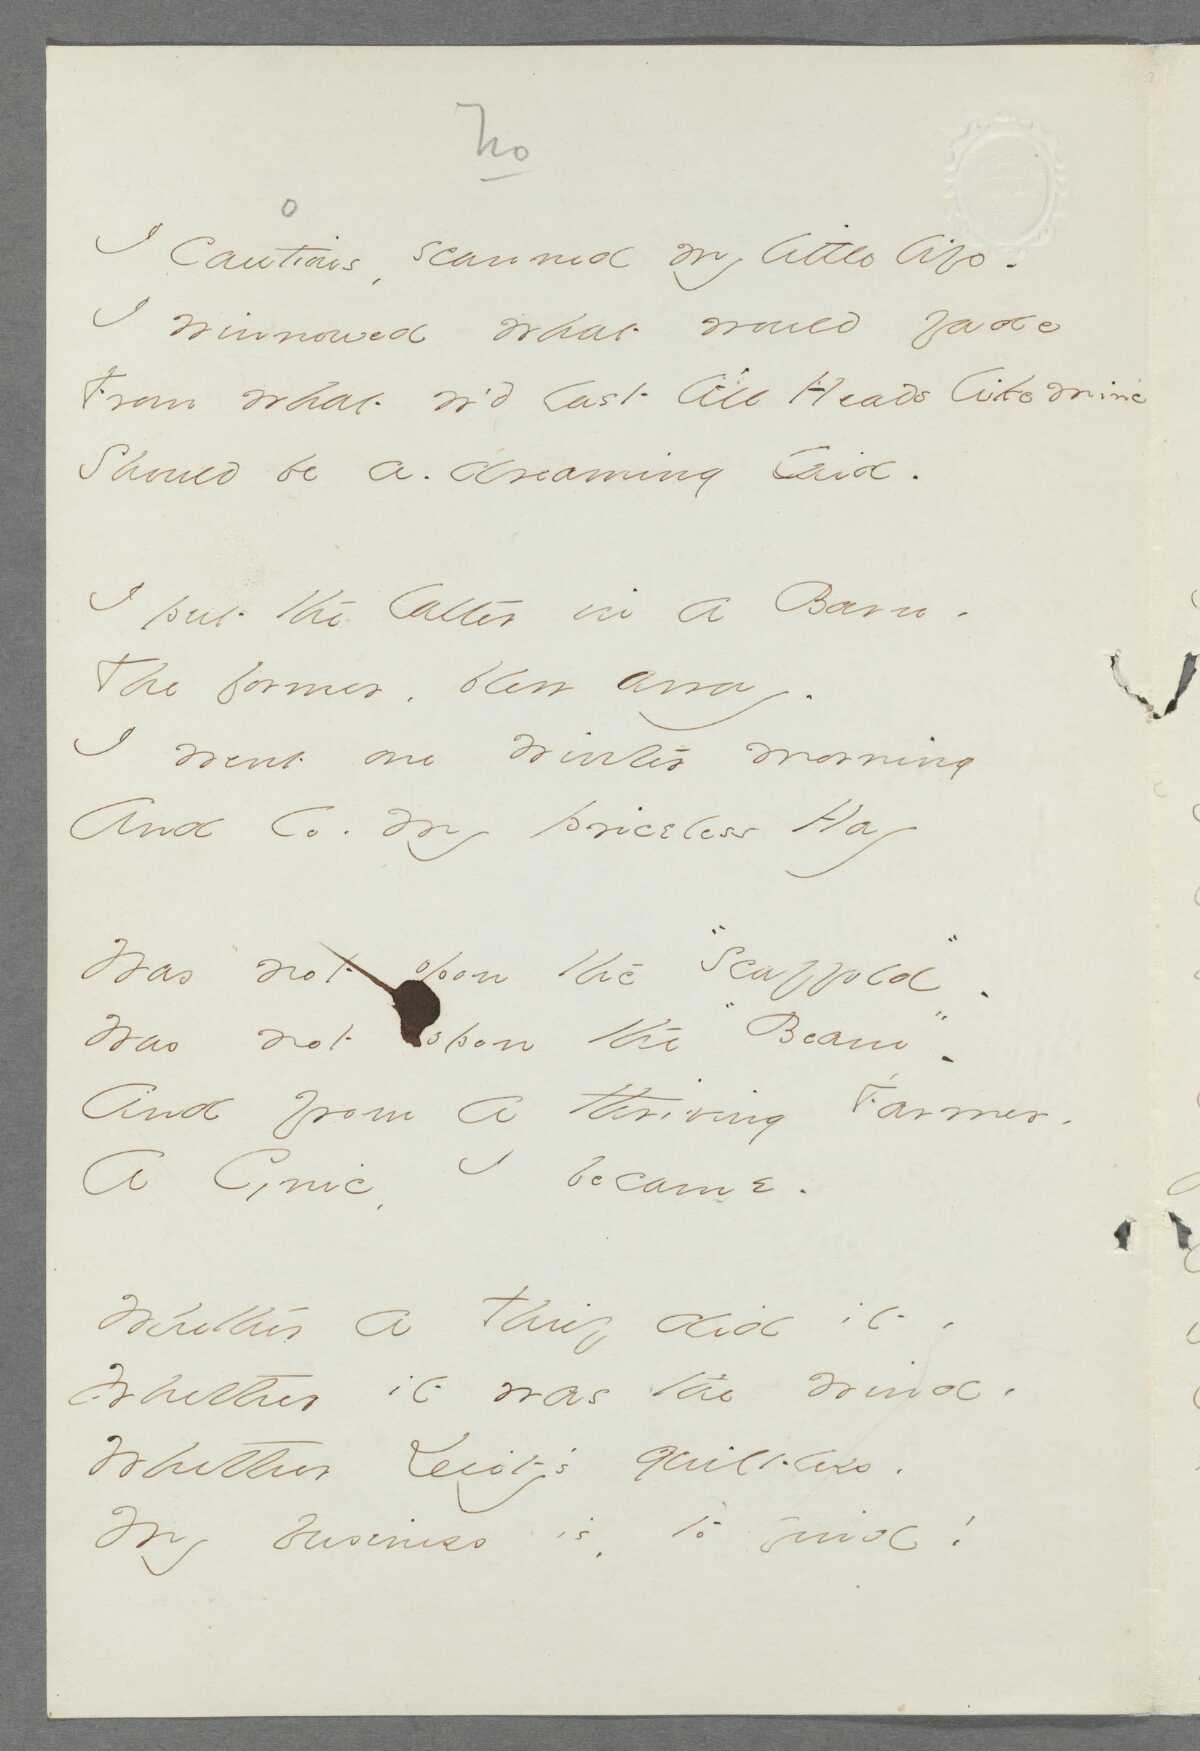 No
o
I Cautious, scanned my little life -
I winnowed what would fade
From what w'd last till Heads like mine
Should be a - dreaming laid.
I put the latter in a Barn -
The former, blew away.
I went one winter morning
And lo - my priceless Hay
Was not upon the "Scaffold" -
Was not upon the "Beam" -
And from a thriving Farmer -
A Cynic, I became.
Whether a Thief did it -
Whether it was the wind -
Whether Deity's guiltless -
My business is, to find!